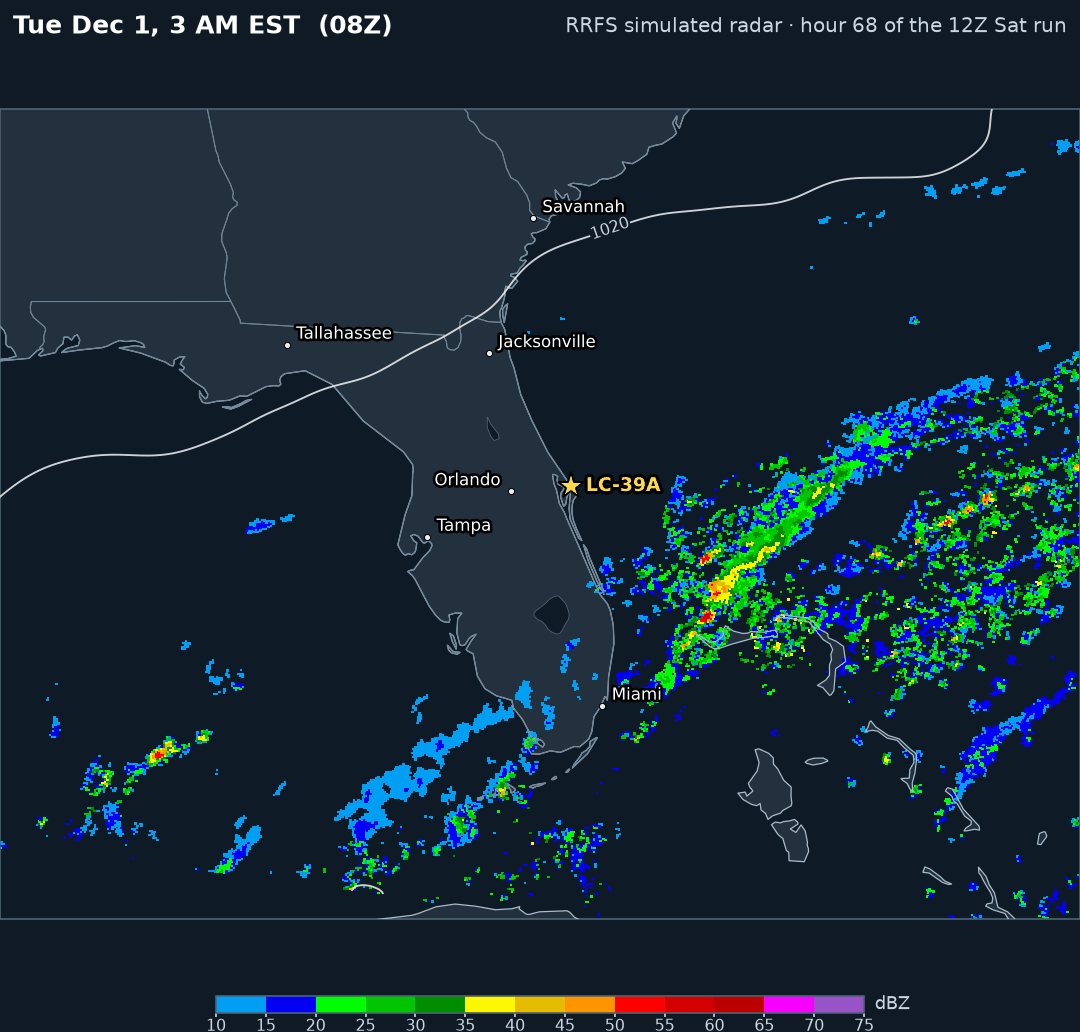 Tue Dec 1, 3 AM EST (08Z)
RRFS simulated radar · hour 68 of the 12Z Sat run
Savannah
1020
Tallahassee
Jacksonville
Orlando
LC-39A
Tampa
Miami
dBZ
10 15 20 25 30 35 40 45 50 55 60 65 70 75